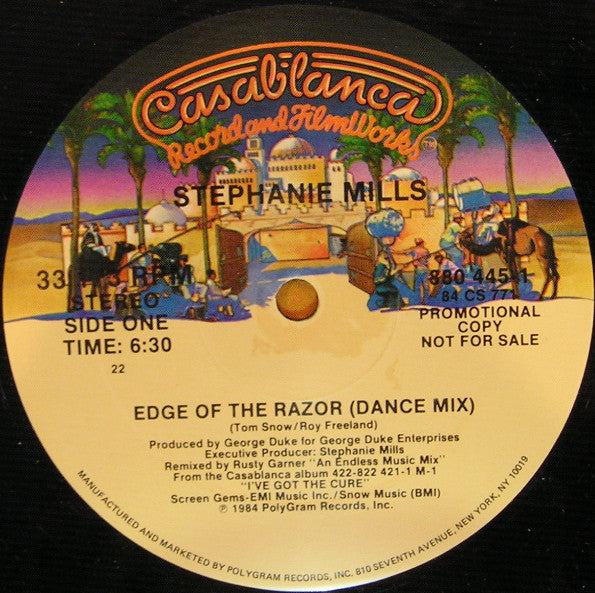 Casablanca
Record and FilmWorks™
STEPHANIE MILLS
33 RPM
STEREO
SIDE ONE
TIME: 6:30
22
880 445-1
84 CS 771
PROMOTIONAL
COPY
NOT FOR SALE
EDGE OF THE RAZOR (DANCE MIX)
(Tom Snow/Roy Freeland)
Produced by George Duke for George Duke Enterprises
Executive Producer: Stephanie Mills
Remixed by Rusty Garner "An Endless Music Mix"
From the Casablanca album 422-822 421-1 M-1
"I'VE GOT THE CURE"
Screen Gems-EMI Music Inc./Snow Music (BMI)
℗ 1984 PolyGram Records, Inc.
MANUFACTURED AND MARKETED BY POLYGRAM RECORDS, INC. 810 SEVENTH AVENUE, NEW YORK, NY 10019